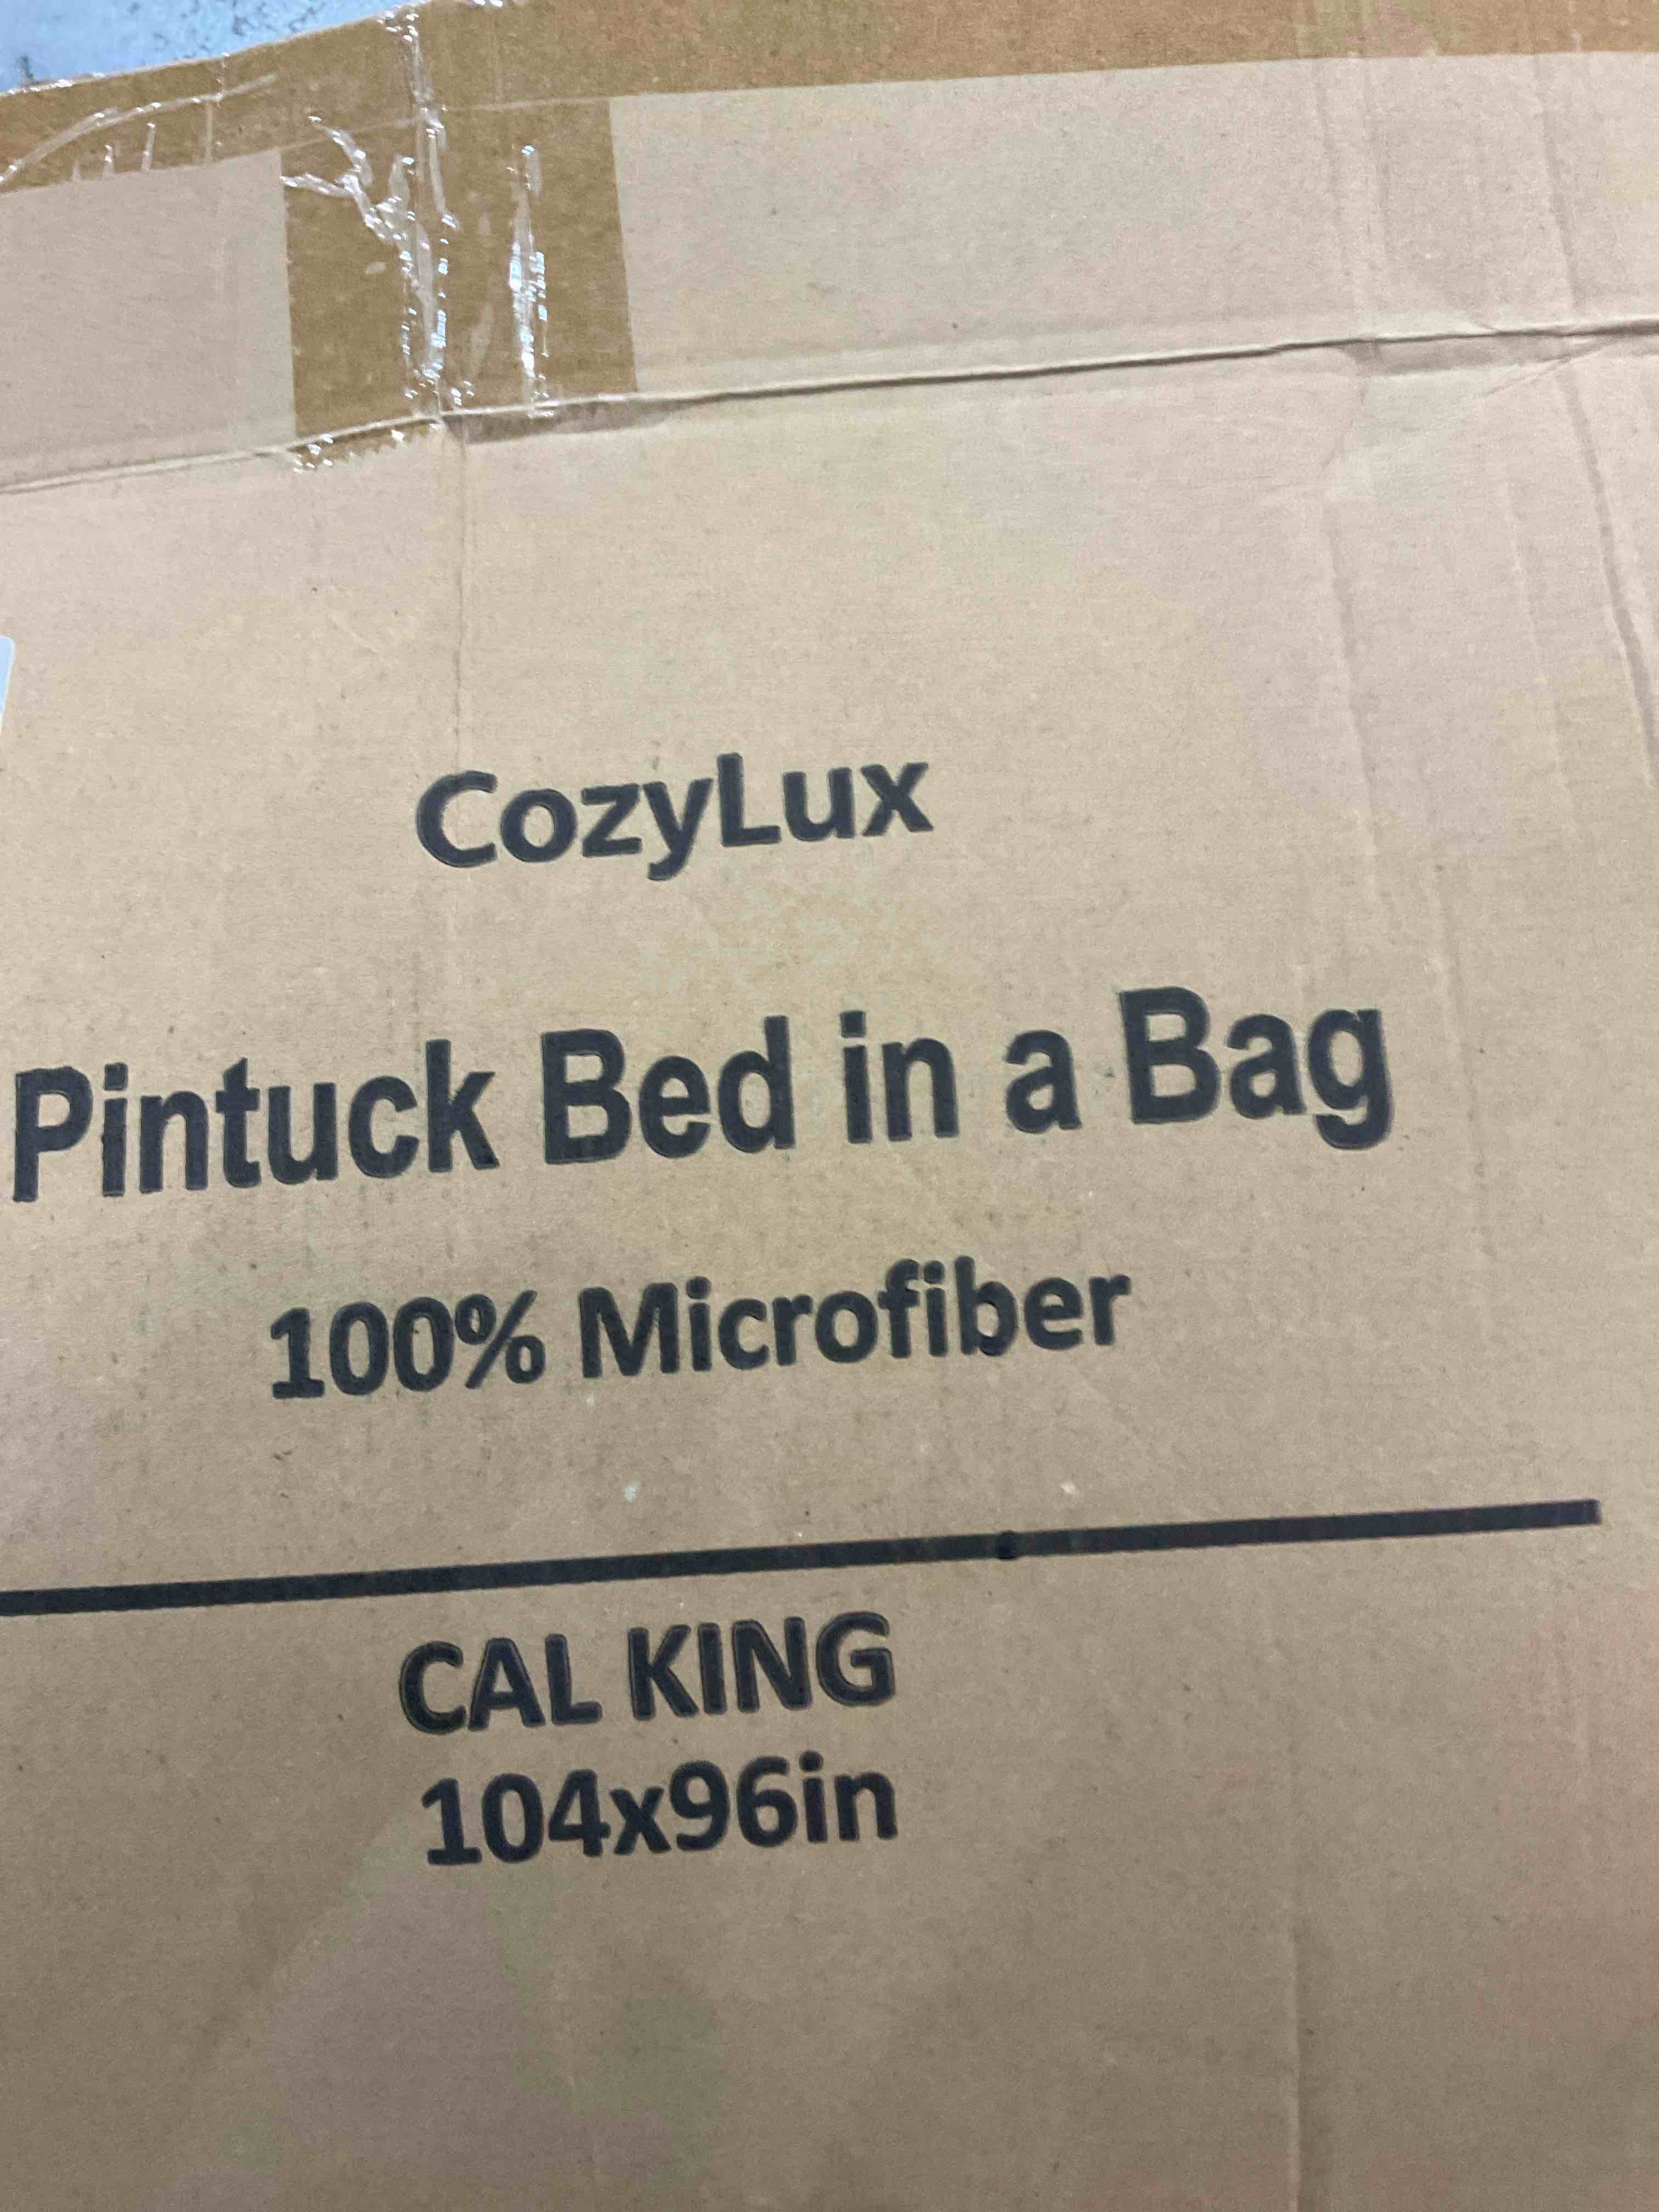 CozyLux
Pintuck Bed in a Bag
100% Microfiber
CAL KING
104x96in